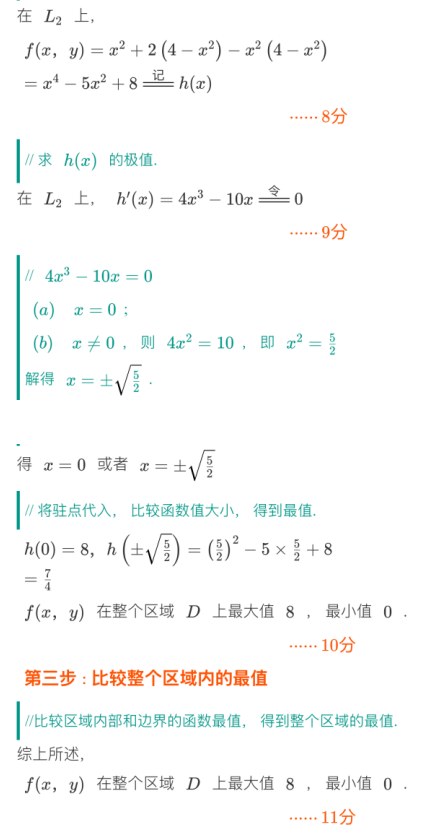 在 L₂ 上，
f(x, y) = x² + 2(4 − x²) − x²(4 − x²)
= x⁴ − 5x² + 8 ≝(记) h(x)
······8分
// 求 h(x) 的极值.
在 L₂ 上， h′(x) = 4x³ − 10x ≝(令) 0
······9分
// 4x³ − 10x = 0
(a) x = 0 ；
(b) x ≠ 0 ， 则 4x² = 10 ， 即 x² = 5/2
解得 x = ±√(5/2) .
得 x = 0 或者 x = ±√(5/2)
// 将驻点代入， 比较函数值大小， 得到最值.
h(0) = 8, h(±√(5/2)) = (5/2)² − 5 × 5/2 + 8
= 7/4
f(x, y) 在整个区域 D 上最大值 8 ， 最小值 0 .
······10分
第三步：比较整个区域内的最值
//比较区域内部和边界的函数最值， 得到整个区域的最值.
综上所述，
f(x, y) 在整个区域 D 上最大值 8 ， 最小值 0 .
······11分